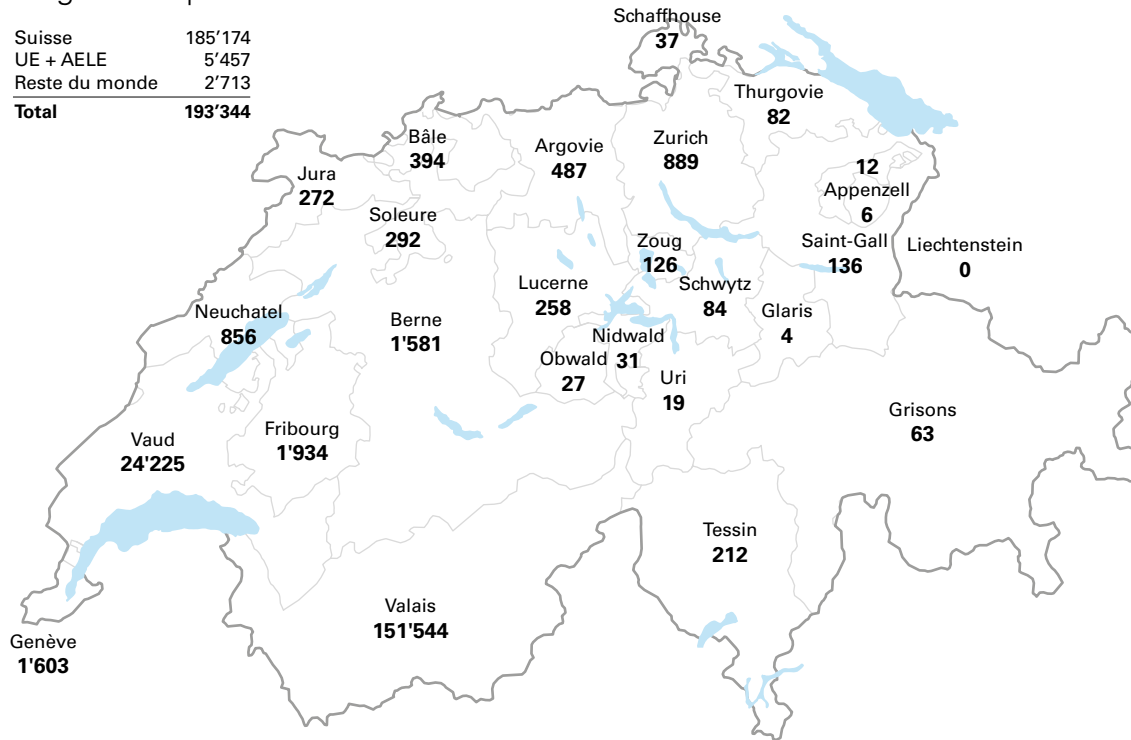 Suisse 185’174
UE + AELE 5’457
Reste du monde 2’713
Total 193’344
Schaffhouse
37
Thurgovie
82
Bâle
394
Argovie
487
Zurich
889
12
Appenzell
6
Jura
272
Soleure
292
Zoug
126
Saint-Gall
136
Liechtenstein
0
Lucerne
258
Schwytz
84
Glaris
4
Neuchatel
856
Berne
1'581
Nidwald
31
Obwald
27
Uri
19
Grisons
63
Vaud
24'225
Fribourg
1'934
Tessin
212
Valais
151'544
Genève
1'603